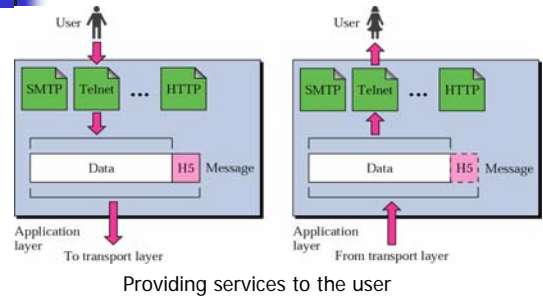 User
SMTP Telnet ... HTTP
Data H5 Message
Application
layer
To transport layer
User
SMTP Telnet ... HTTP
Data H5 Message
Application
layer
From transport layer
Providing services to the user